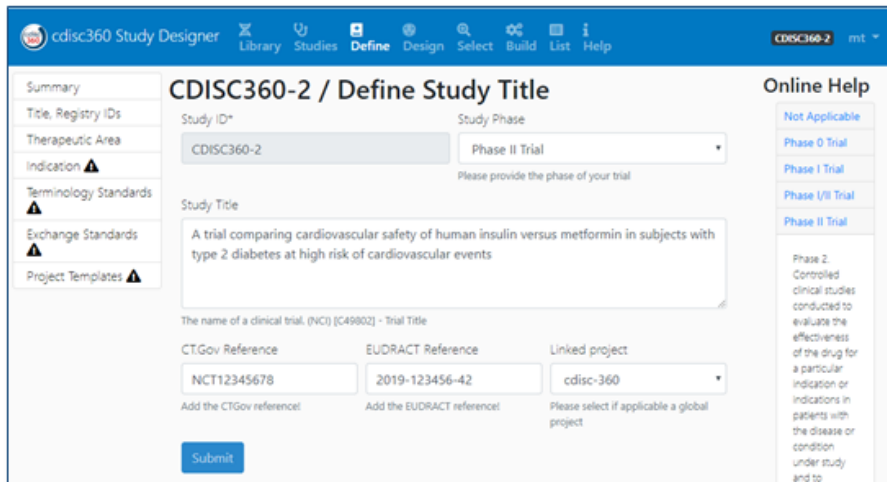 cdisc360 Study Designer
Library Studies Define Design Select Build List Help
CDISC360-2 mt
Summary
Title, Registry IDs
Therapeutic Area
Indication
Terminology Standards
Exchange Standards
Project Templates
CDISC360-2 / Define Study Title
Study ID*
Study Phase
CDISC360-2
Phase II Trial
Please provide the phase of your trial
Study Title
A trial comparing cardiovascular safety of human insulin versus metformin in subjects with
type 2 diabetes at high risk of cardiovascular events
The name of a clinical trial. (NCI) [C49802] - Trial Title
CT.Gov Reference
EUDRACT Reference
Linked project
NCT12345678
2019-123456-42
cdisc-360
Add the CTGov reference!
Add the EUDRACT reference!
Please select if applicable a global
project
Submit
Online Help
Not Applicable
Phase 0 Trial
Phase I Trial
Phase I/II Trial
Phase II Trial
Phase 2.
Controlled
clinical studies
conducted to
evaluate the
effectiveness
of the drug for
a particular
indication or
indications in
patients with
the disease or
condition
under study
and to